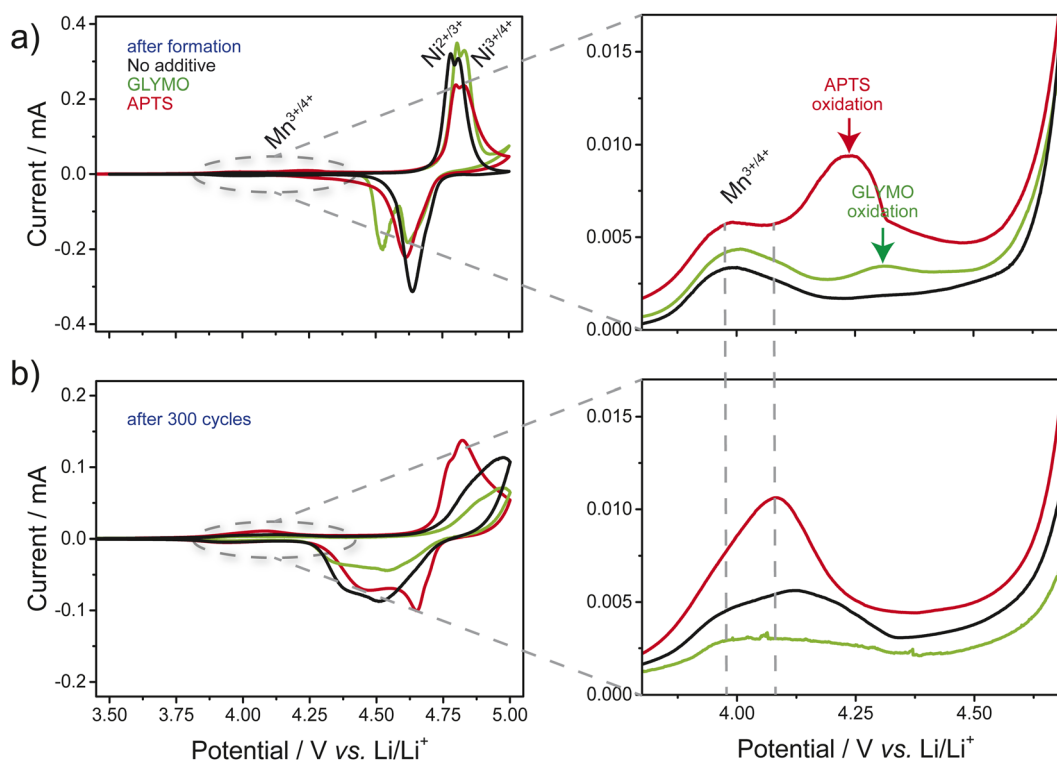 a)
after formation
No additive
GLYMO
APTS
Mn3+/4+
Ni2+/3+
Ni3+/4+
Current / mA
0.4
0.2
0.0
-0.2
-0.4
0.015
0.010
0.005
0.000
APTS
oxidation
Mn3+/4+
GLYMO
oxidation
b)
after 300 cycles
Current / mA
0.2
0.1
0.0
-0.1
-0.2
3.50 3.75 4.00 4.25 4.50 4.75 5.00
Potential / V vs. Li/Li+
0.015
0.010
0.005
0.000
4.00 4.25 4.50
Potential / V vs. Li/Li+